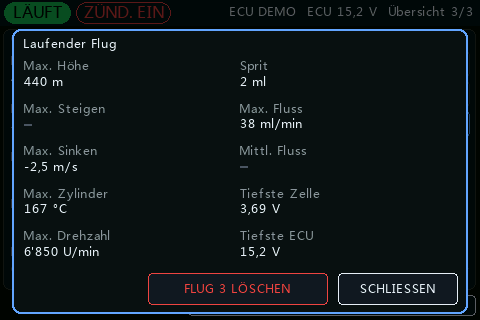 LÄUFT ZÜND. EIN ECU DEMO ECU 15,2 V Übersicht 3/3
Laufender Flug
Max. Höhe Sprit
440 m 2 ml
Max. Steigen Max. Fluss
— 38 ml/min
Max. Sinken Mittl. Fluss
-2,5 m/s —
Max. Zylinder Tiefste Zelle
167 °C 3,69 V
Max. Drehzahl Tiefste ECU
6'850 U/min 15,2 V
FLUG 3 LÖSCHEN SCHLIESSEN